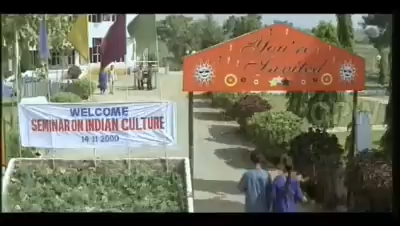 WELCOME
SEMINAR ON INDIAN CULTURE
14·11·2000
You're
Invited